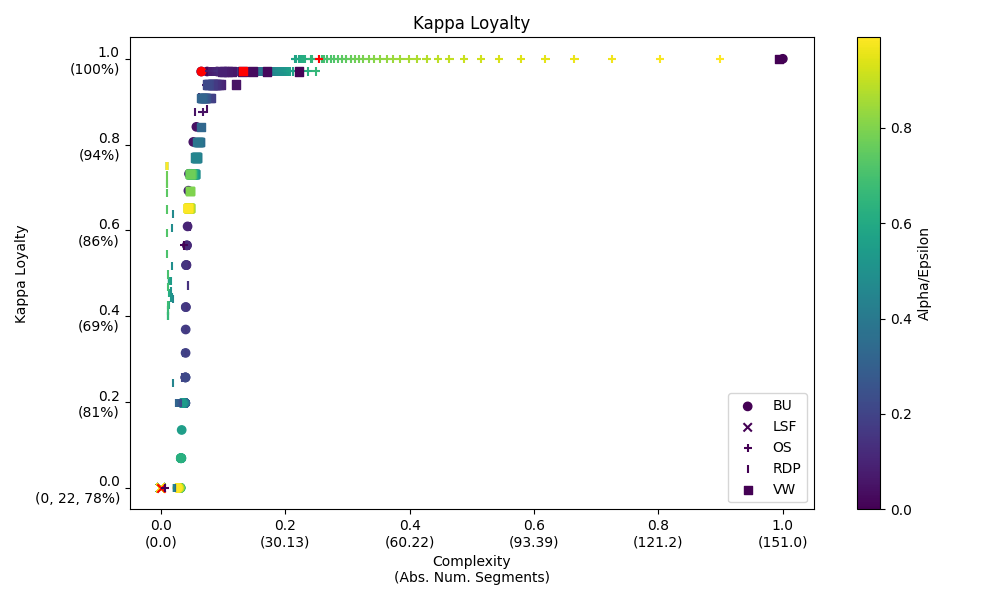 Kappa Loyalty
Kappa Loyalty
1.0
(100%)
0.8
(94%)
0.6
(86%)
0.4
(69%)
0.2
(81%)
0.0
(0, 22, 78%)
0.0
(0.0)
0.2
(30.13)
0.4
(60.22)
0.6
(93.39)
0.8
(121.2)
1.0
(151.0)
Complexity
(Abs. Num. Segments)
BU
LSF
OS
RDP
VW
0.8
0.6
0.4
0.2
0.0
Alpha/Epsilon